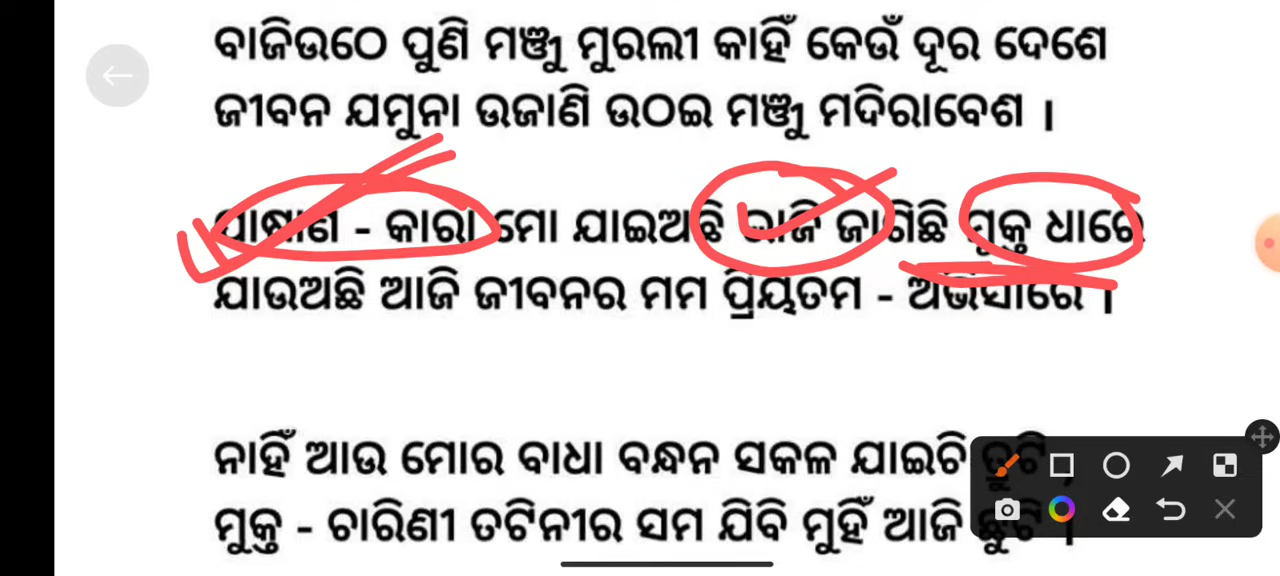 ବାଜିଉଠେ ପୁଣି ମଞ୍ଜୁ ମୁରଲୀ କାହିଁ କେଉଁ ଦୂର ଦେଶେ
ଜୀବନ ଯମୁନା ଉଜାଣି ଉଠଇ ମଞ୍ଜୁ ମଦିରାବେଶ ।
ପାଷାଣ - କାରା ମୋ ଯାଇଅଛି ଭାଜି ଜାଗିଛି ମୁକ୍ତ ଧାରେ
ଯାଉଅଛି ଆଜି ଜୀବନର ମମ ପ୍ରିୟତମ - ଅଭିସାରେ ।
ନାହିଁ ଆଉ ମୋର ବାଧା ବନ୍ଧନ ସକଳ ଯାଇଚି ତୁଟି
ମୁକ୍ତ - ଚାରିଣୀ ତଟିନୀର ସମ ଯିବି ମୁହିଁ ଆଜି ଛୁଟି ।